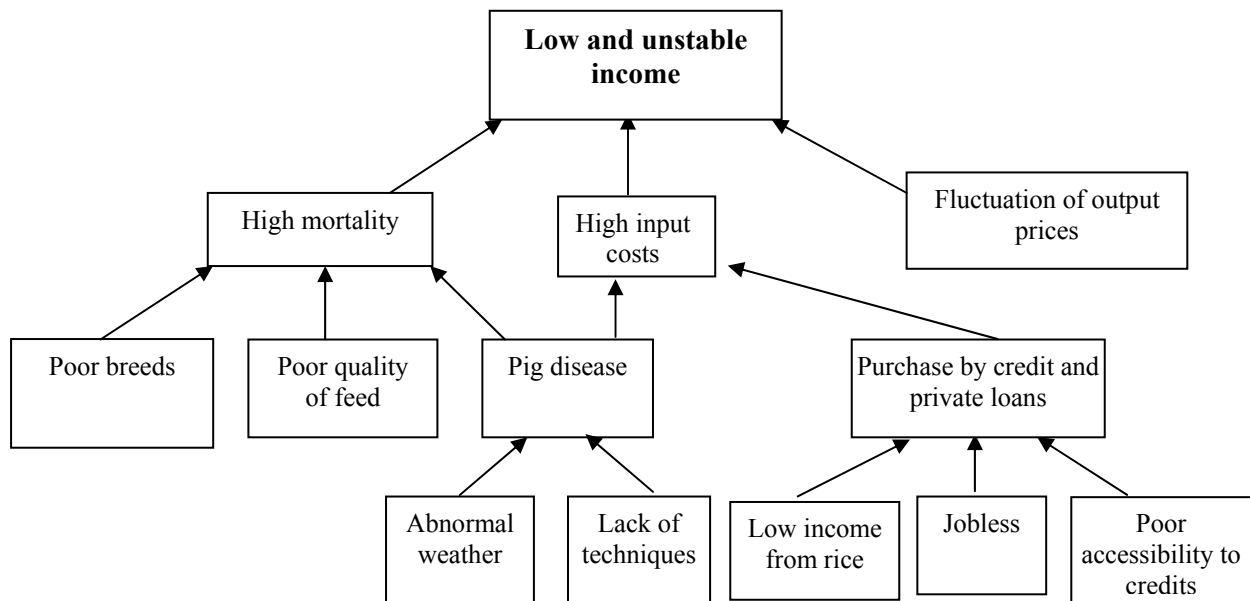 Low and unstable
income
High mortality
High input
costs
Fluctuation of output
prices
Poor breeds
Poor quality
of feed
Pig disease
Purchase by credit and
private loans
Abnormal
weather
Lack of
techniques
Low income
from rice
Jobless
Poor
accessibility to
credits